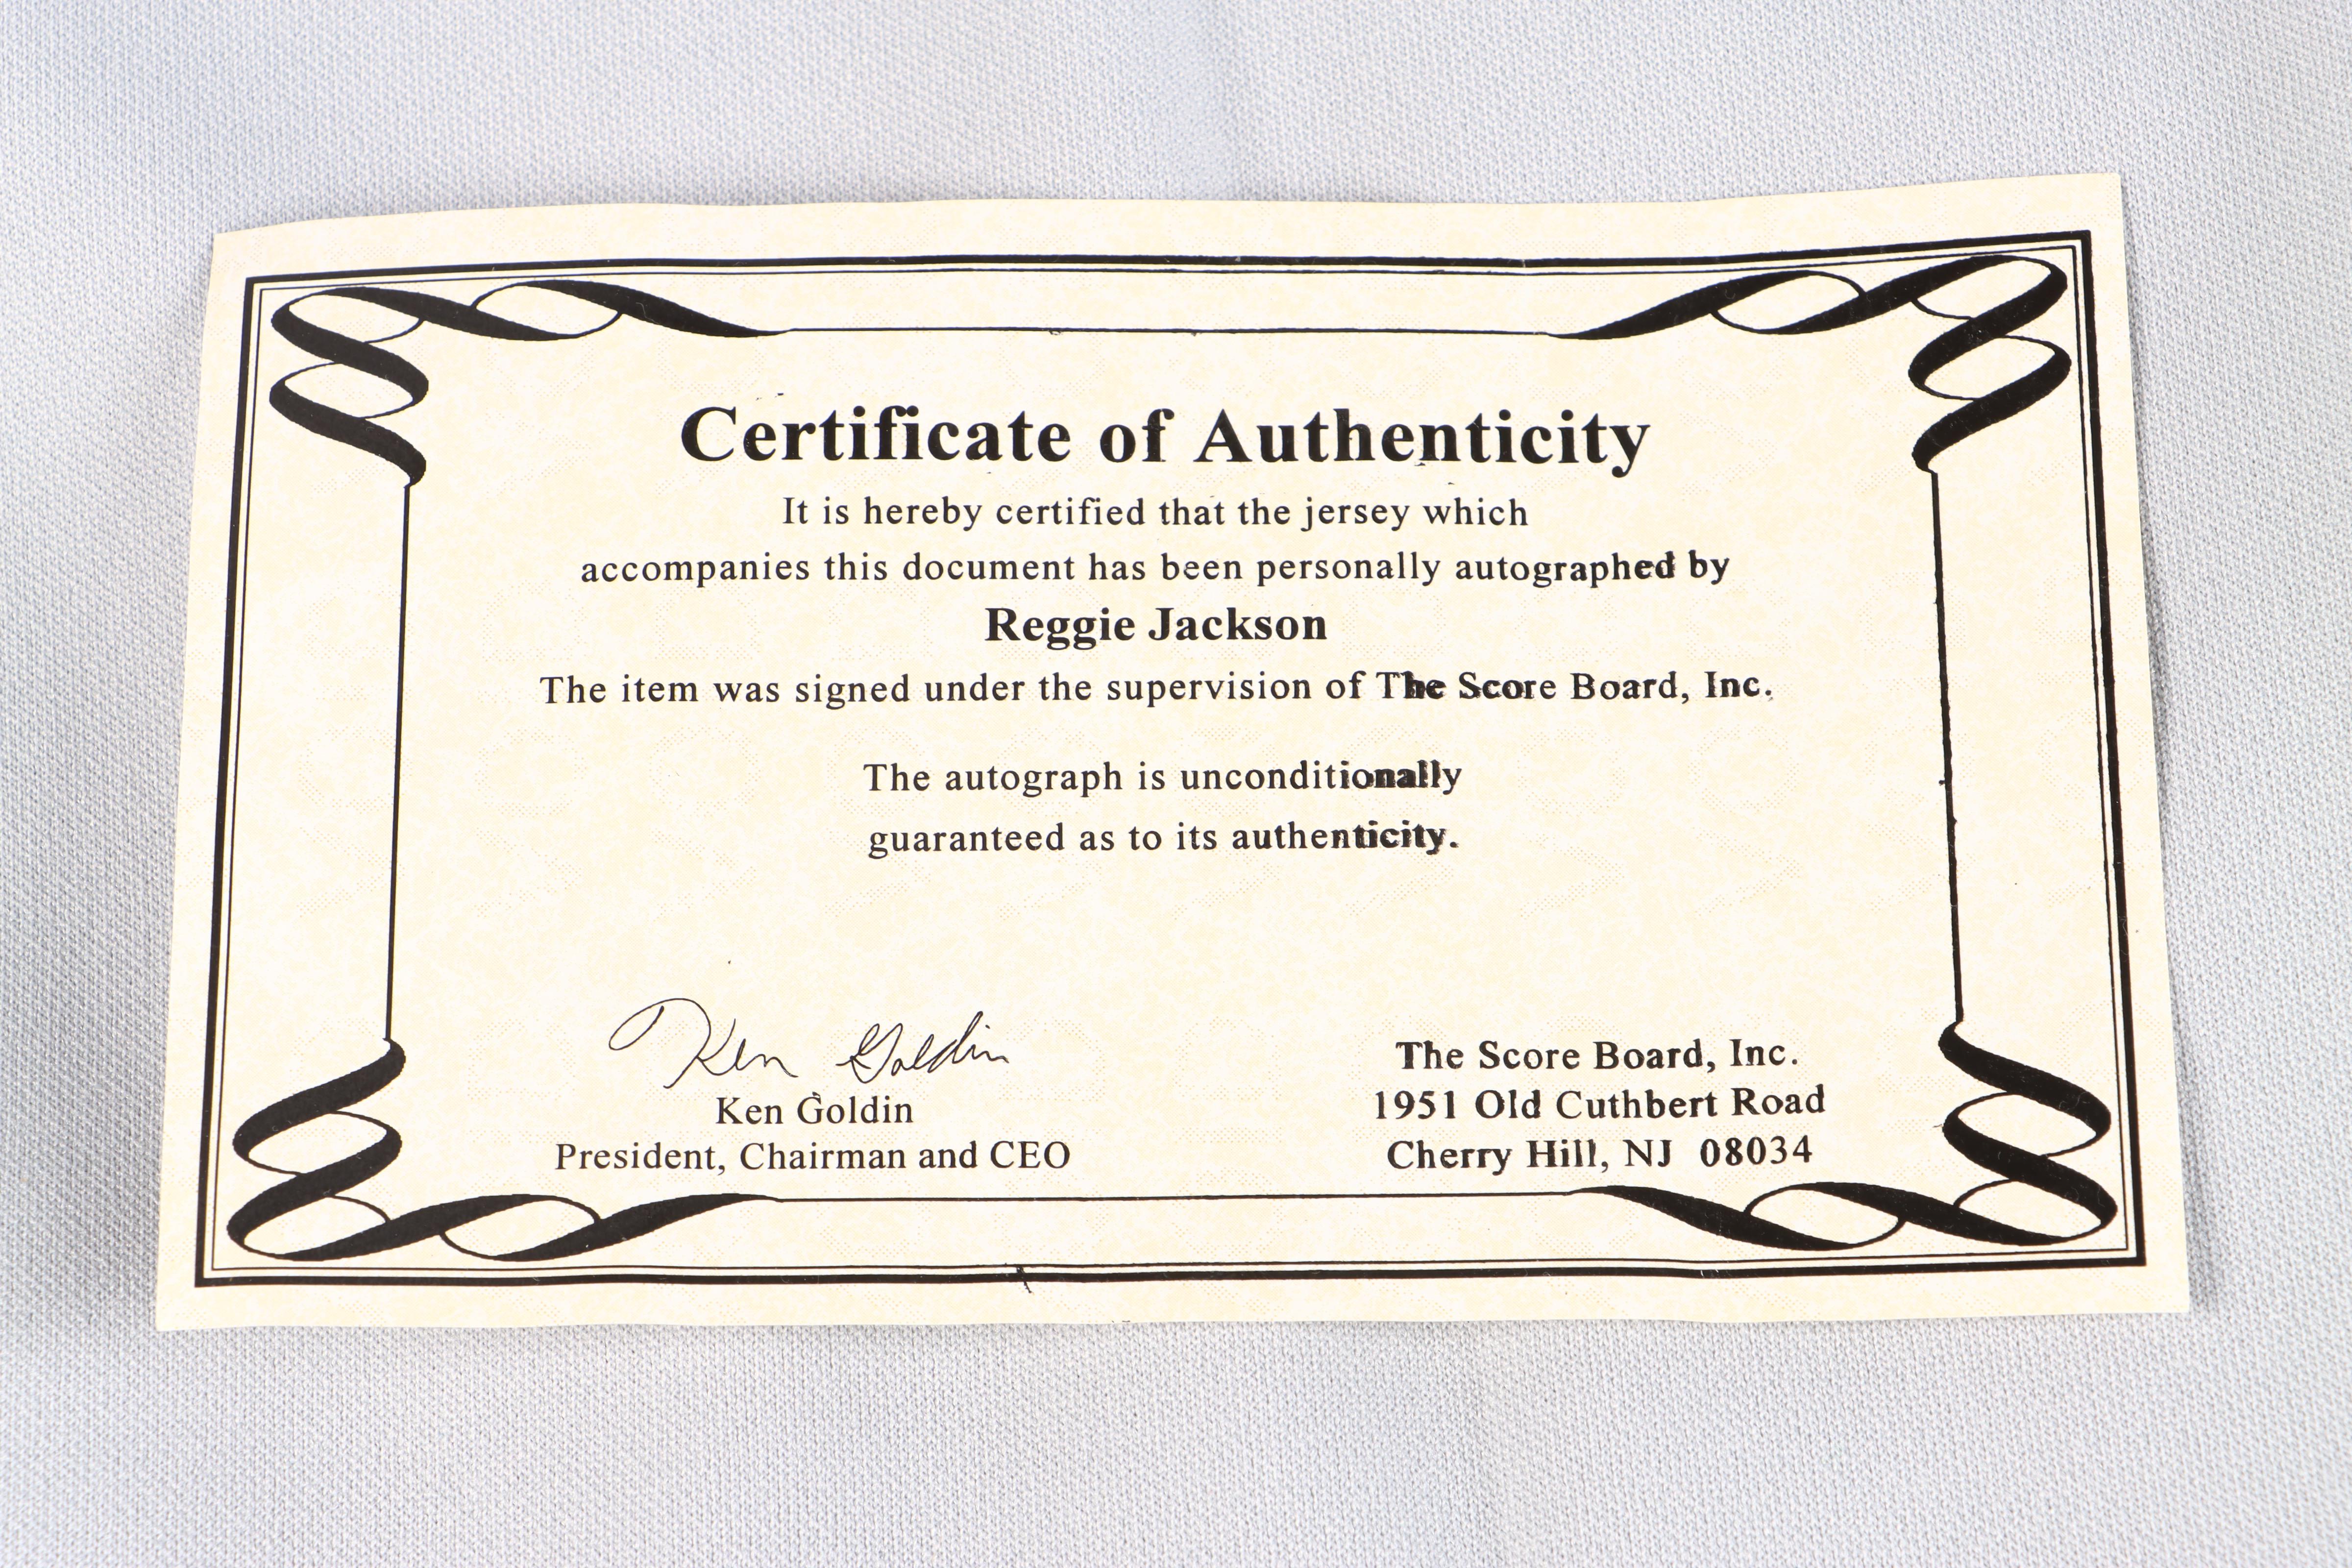 Certificate of Authenticity
It is hereby certified that the jersey which
accompanies this document has been personally autographed by
Reggie Jackson
The item was signed under the supervision of The Score Board, Inc.
The autograph is unconditionally
guaranteed as to its authenticity.
Ken Goldin
Ken Goldin
President, Chairman and CEO
The Score Board, Inc.
1951 Old Cuthbert Road
Cherry Hill, NJ 08034